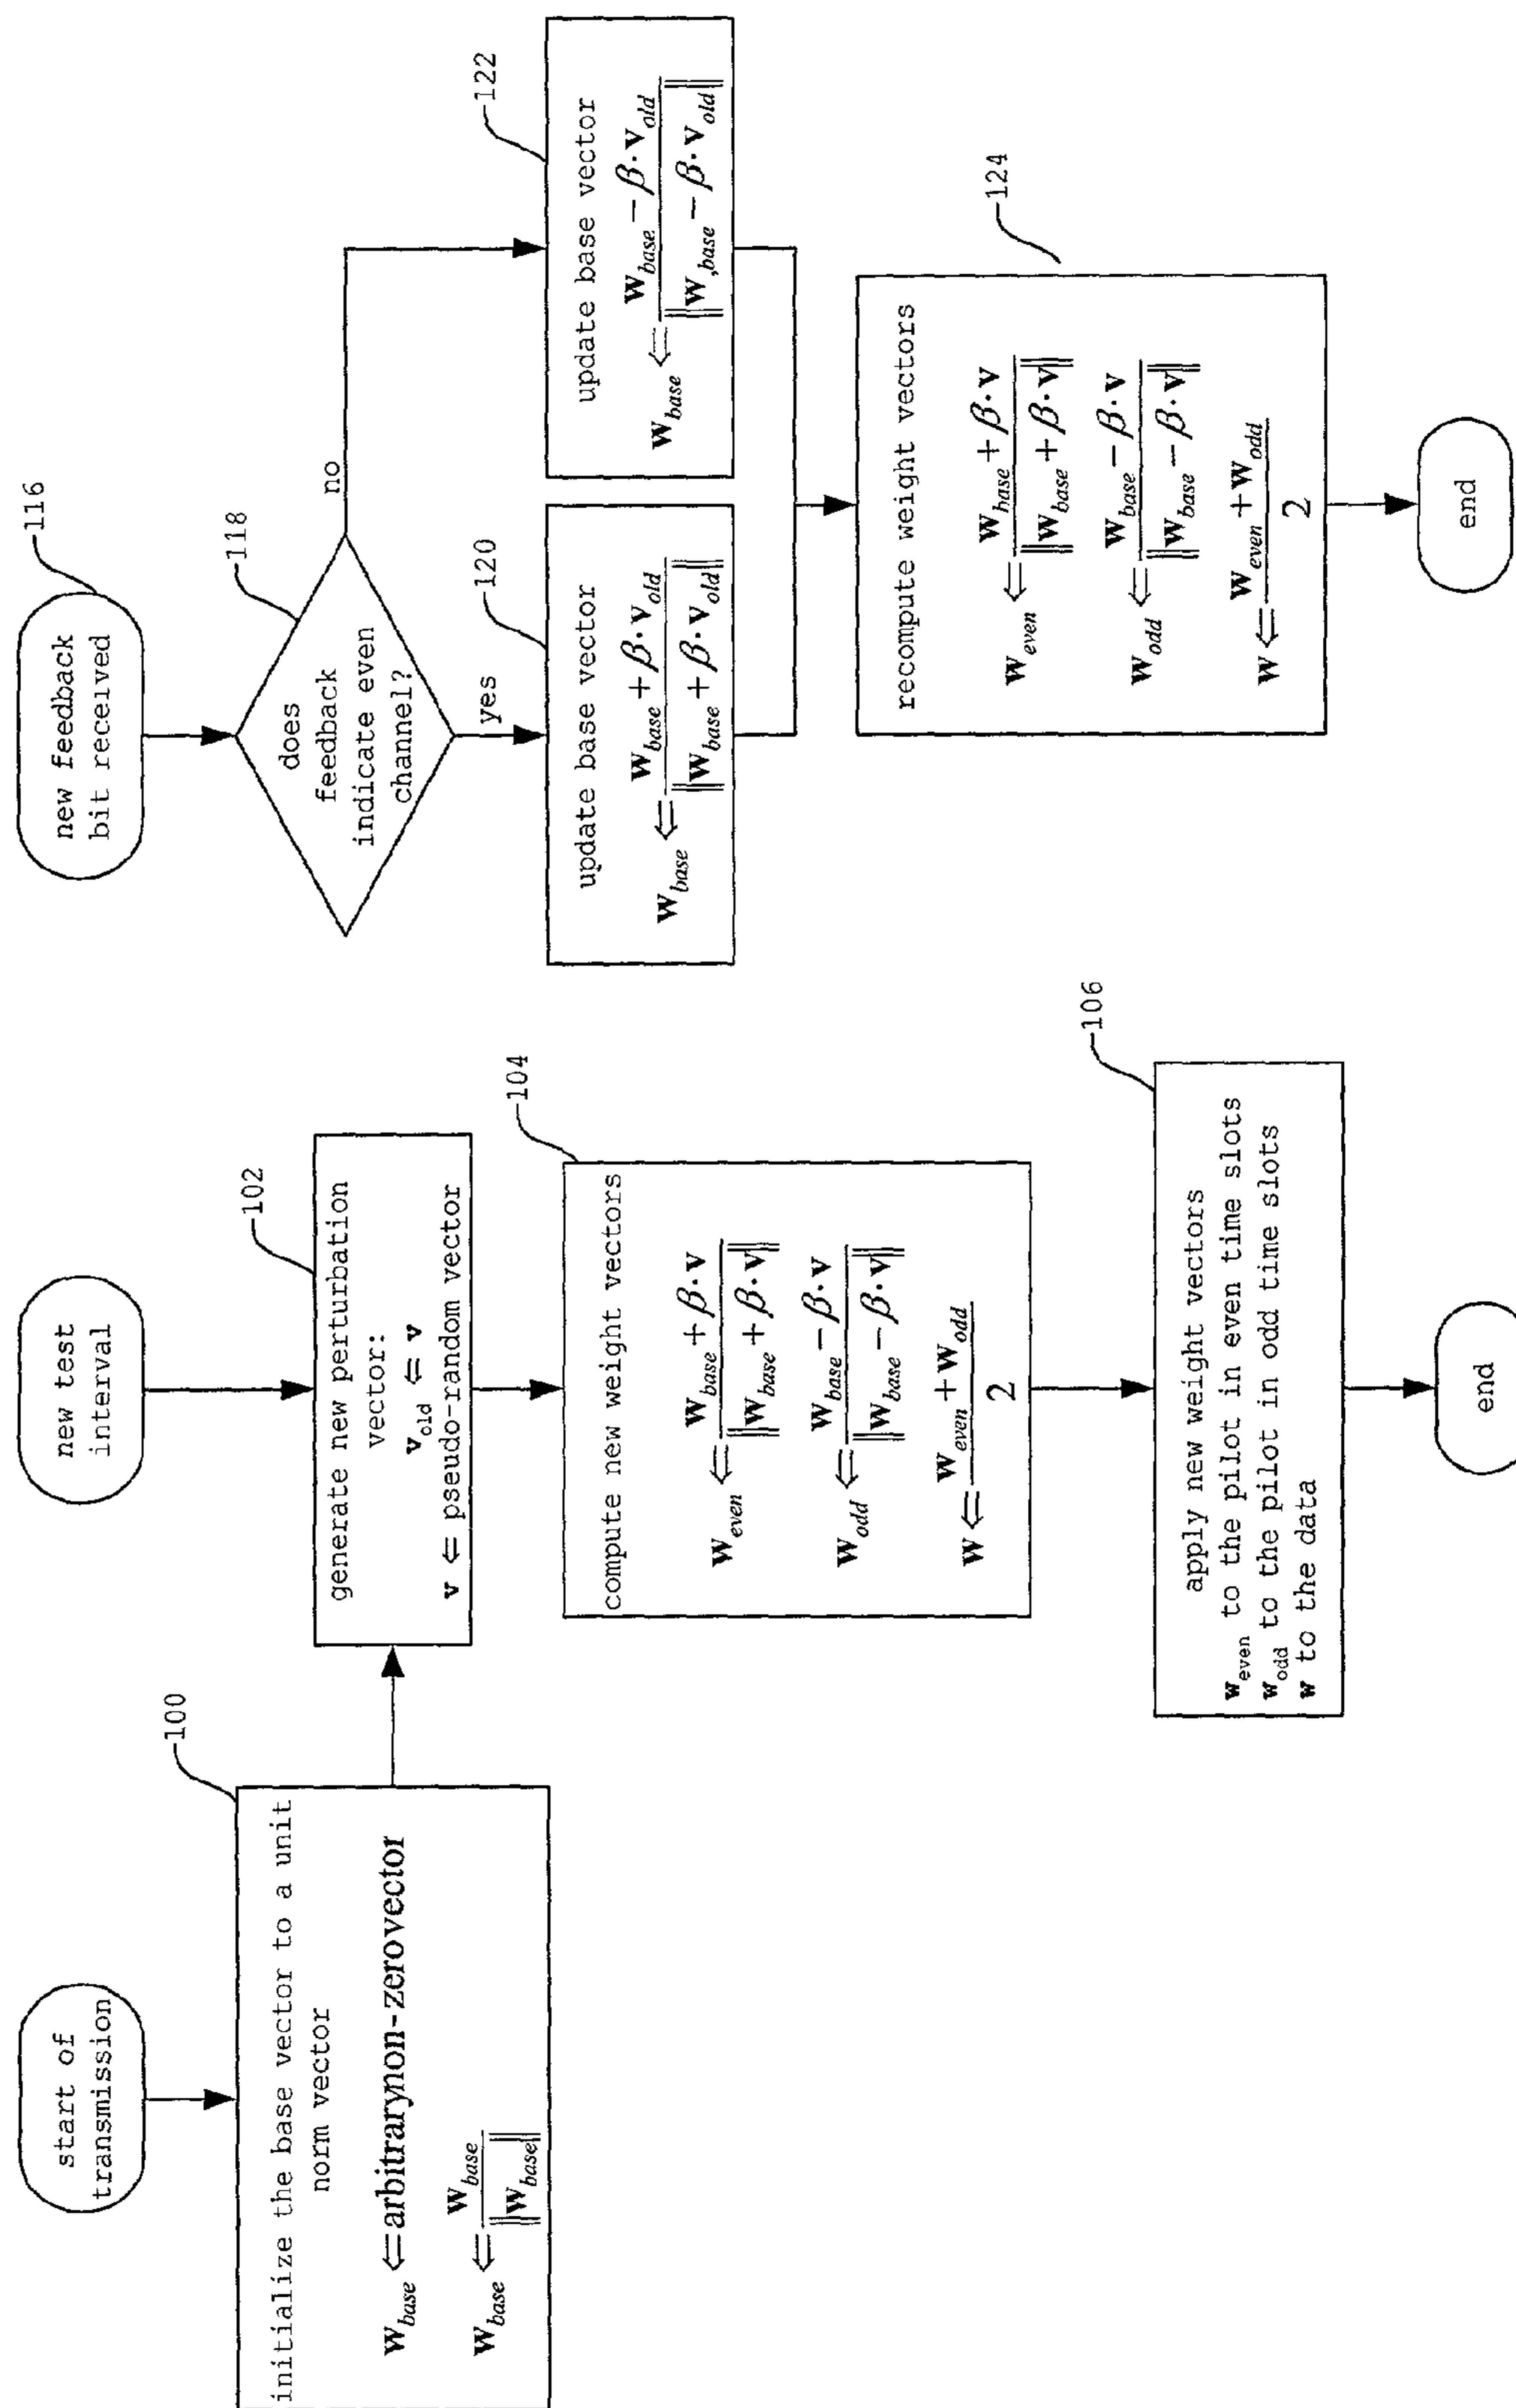 start of
transmission
100
initialize the base vector to a unit
norm vector
w_base ⇐ arbitrarynon-zerovector
w_base ⇐ w_base / ‖w_base‖
new test
interval
102
generate new perturbation
vector:
v_old ⇐ v
v ⇐ pseudo-random vector
104
compute new weight vectors
w_even ⇐ w_base + β·v / ‖w_base + β·v‖
w_odd ⇐ w_base − β·v / ‖w_base − β·v‖
w ⇐ w_even + w_odd / 2
106
apply new weight vectors
w_even to the pilot in even time slots
w_odd to the pilot in odd time slots
w to the data
end
new feedback
bit received
116
118
does
feedback
indicate even
channel?
no
yes
120
update base vector
w_base ⇐ w_base + β·v_old / ‖w_base + β·v_old‖
122
update base vector
w_base ⇐ w_base − β·v_old / ‖w,base − β·v_old‖
124
recompute weight vectors
w_even ⇐ w_base + β·v / ‖w_base + β·v‖
w_odd ⇐ w_base − β·v / ‖w_base − β·v‖
w ⇐ w_even + w_odd / 2
end